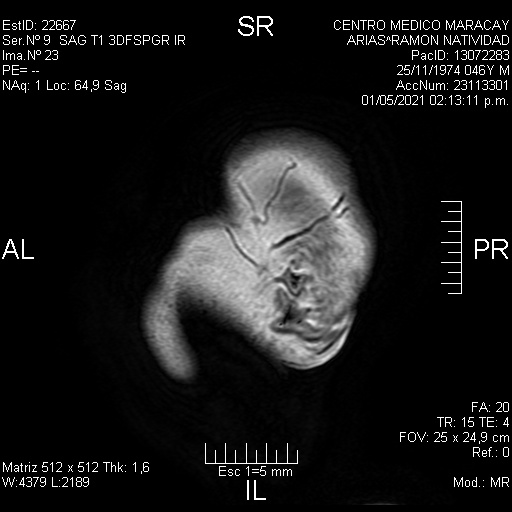 EstID: 22667
Ser.Nº 9 SAG T1 3DFSPGR IR
Ima.Nº 23
PE= --
NAq: 1 Loc: 64,9 Sag
SR
CENTRO MEDICO MARACAY
ARIAS^RAMON NATIVIDAD
PacID: 13072283
25/11/1974 046Y M
AccNum: 23113301
01/05/2021 02:13:11 p.m.
AL
PR
FA: 20
TR: 15 TE: 4
FOV: 25 x 24,9 cm
Ref.: 0
Matriz 512 x 512 Thk: 1,6
W:4379 L:2189
Esc 1=5 mm
IL
Mod.: MR